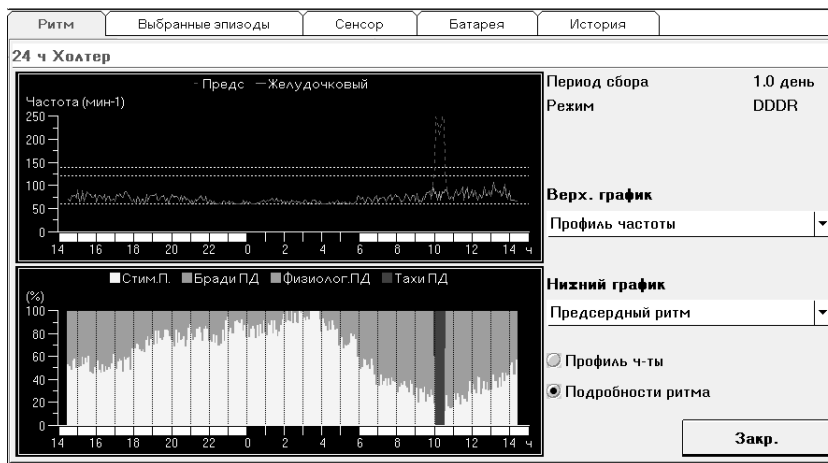 Ритм Выбранные эпизоды Сенсор Батарея История
24 ч Холтер
- Предс — Желудочковый
Частота (мин-1)
250
200
150
100
50
0
14 16 18 20 22 0 2 4 6 8 10 12 14 ч
Стим.П. Бради ПД Физиолог.ПД Тахи ПД
(%)
100
80
60
40
20
0
14 16 18 20 22 0 2 4 6 8 10 12 14 ч
Период сбора 1.0 день
Режим DDDR
Верх. график
Профиль частоты
Нижний график
Предсердный ритм
Профиль ч-ты
Подробности ритма
Закр.